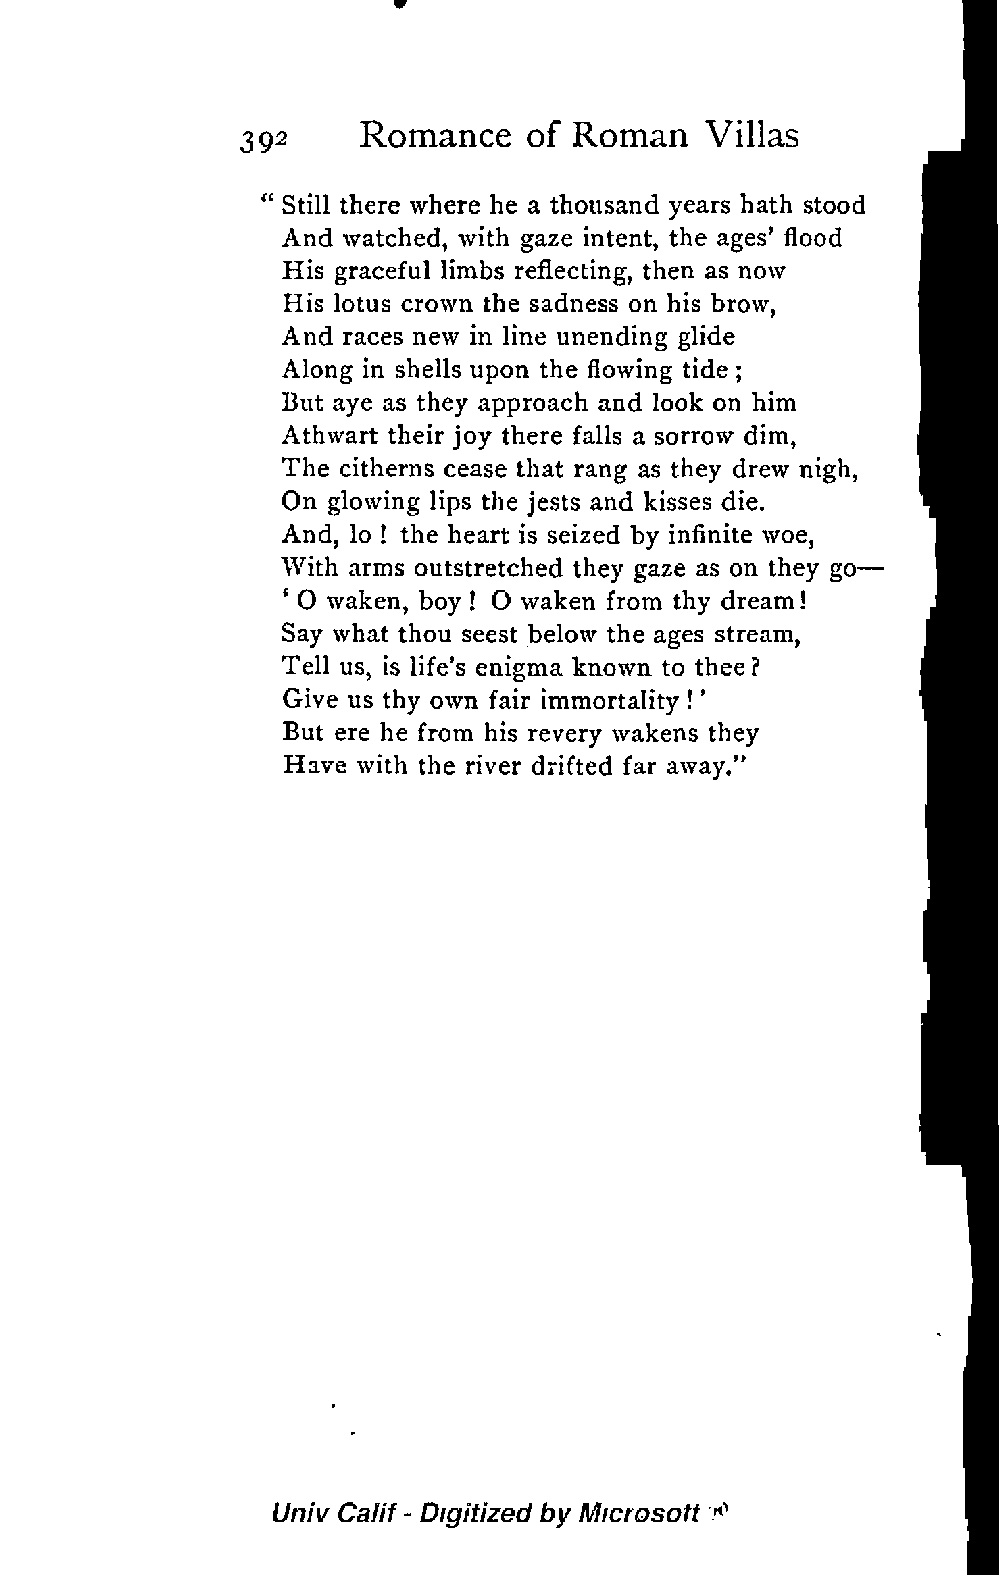 392 Romance of Roman Villas
“ Still there where he a thousand years hath stood
And watched, with gaze intent, the ages’ flood
His graceful limbs reflecting, then as now
His lotus crown the sadness on his brow,
And races new in line unending glide
Along in shells upon the flowing tide ;
But aye as they approach and look on him
Athwart their joy there falls a sorrow dim,
The citherns cease that rang as they drew nigh,
On glowing lips the jests and kisses die.
And, lo ! the heart is seized by infinite woe,
With arms outstretched they gaze as on they go—
‘ O waken, boy ! O waken from thy dream !
Say what thou seest below the ages stream,
Tell us, is life’s enigma known to thee ?
Give us thy own fair immortality ! ’
But ere he from his revery wakens they
Have with the river drifted far away.”
Univ Calif - Digitized by Microsoft ®